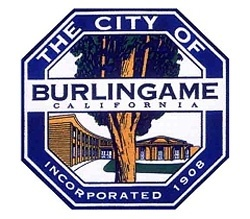 THE CITY OF
BURLINGAME
CALIFORNIA
INCORPORATED 1908